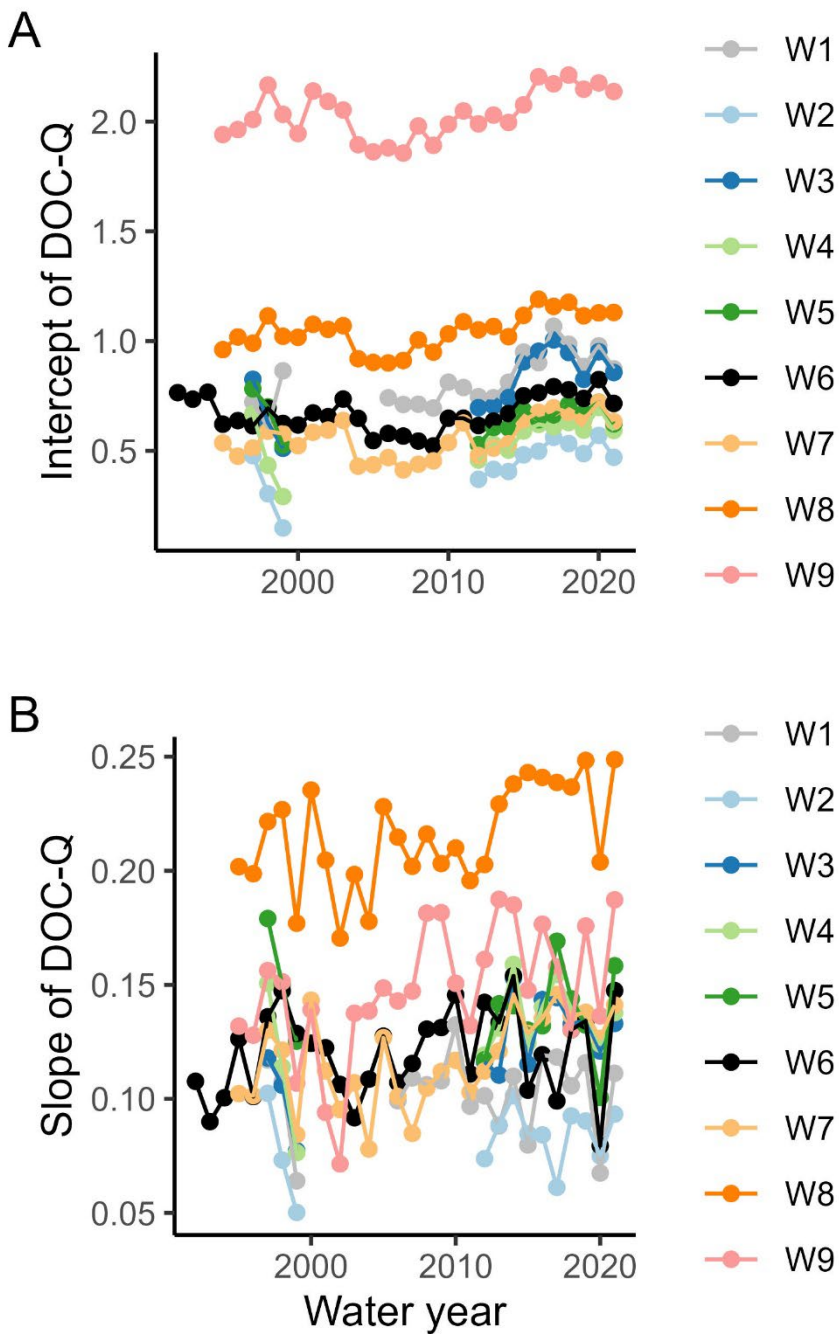 A
Intercept of DOC-Q
2.0
1.5
1.0
0.5
2000
2010
2020
W1
W2
W3
W4
W5
W6
W7
W8
W9
B
Slope of DOC-Q
0.25
0.20
0.15
0.10
0.05
2000
2010
2020
Water year
W1
W2
W3
W4
W5
W6
W7
W8
W9